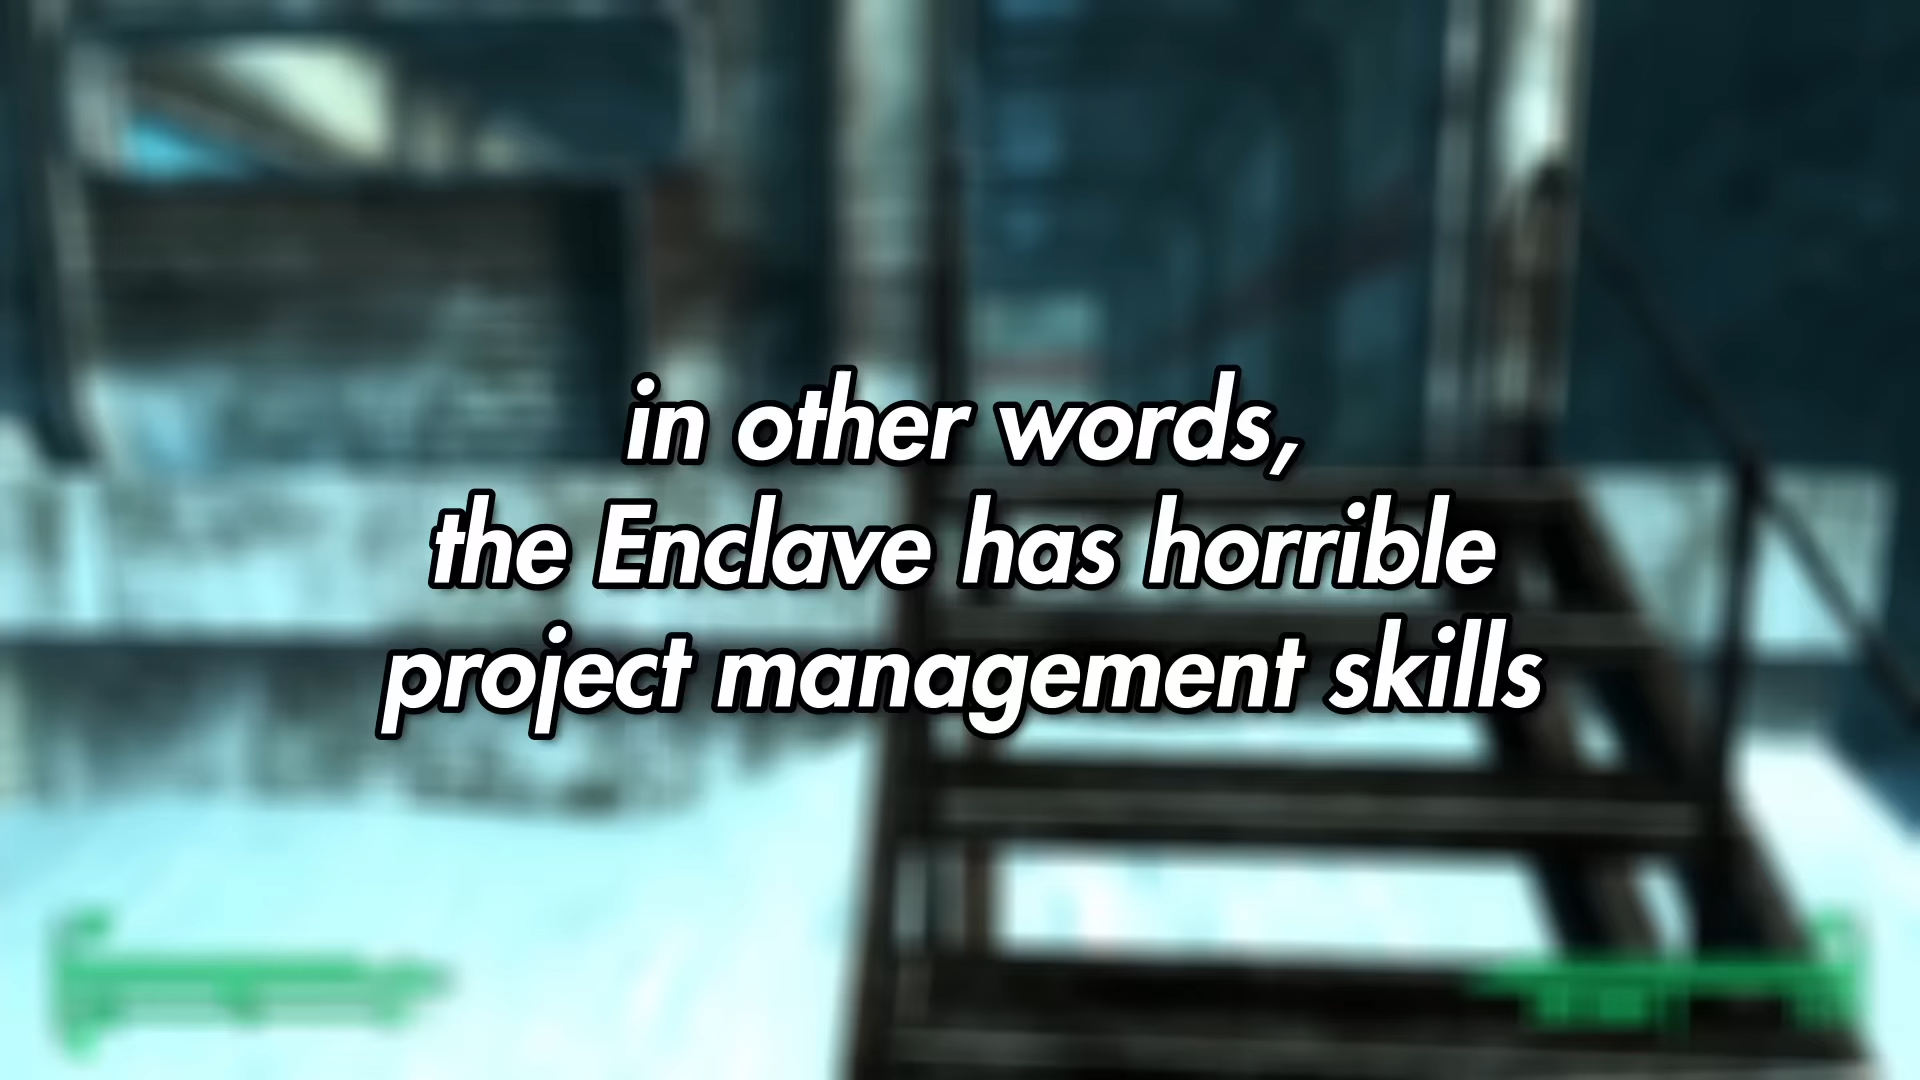 in other words,
the Enclave has horrible
project management skills